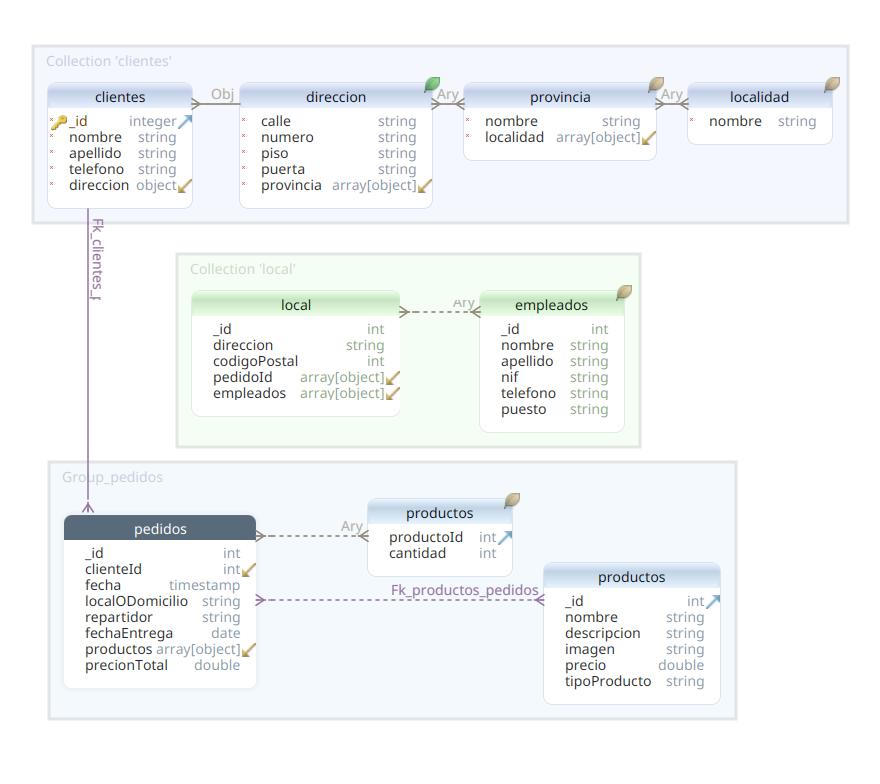 Collection 'clientes'
clientes
_id integer
nombre string
apellido string
telefono string
direccion object
Obj
direccion
calle string
numero string
piso string
puerta string
provincia array[object]
Ary
provincia
nombre string
localidad array[object]
Ary
localidad
nombre string
Fk_clientes_
Collection 'local'
local
_id int
direccion string
codigoPostal int
pedidoId array[object]
empleados array[object]
Ary
empleados
_id int
nombre string
apellido string
nif string
telefono string
puesto string
Group_pedidos
pedidos
_id int
clienteId int
fecha timestamp
localODomicilio string
repartidor string
fechaEntrega date
productos array[object]
precionTotal double
Ary
productos
productoId int
cantidad int
Fk_productos_pedidos
productos
_id int
nombre string
descripcion string
imagen string
precio double
tipoProducto string